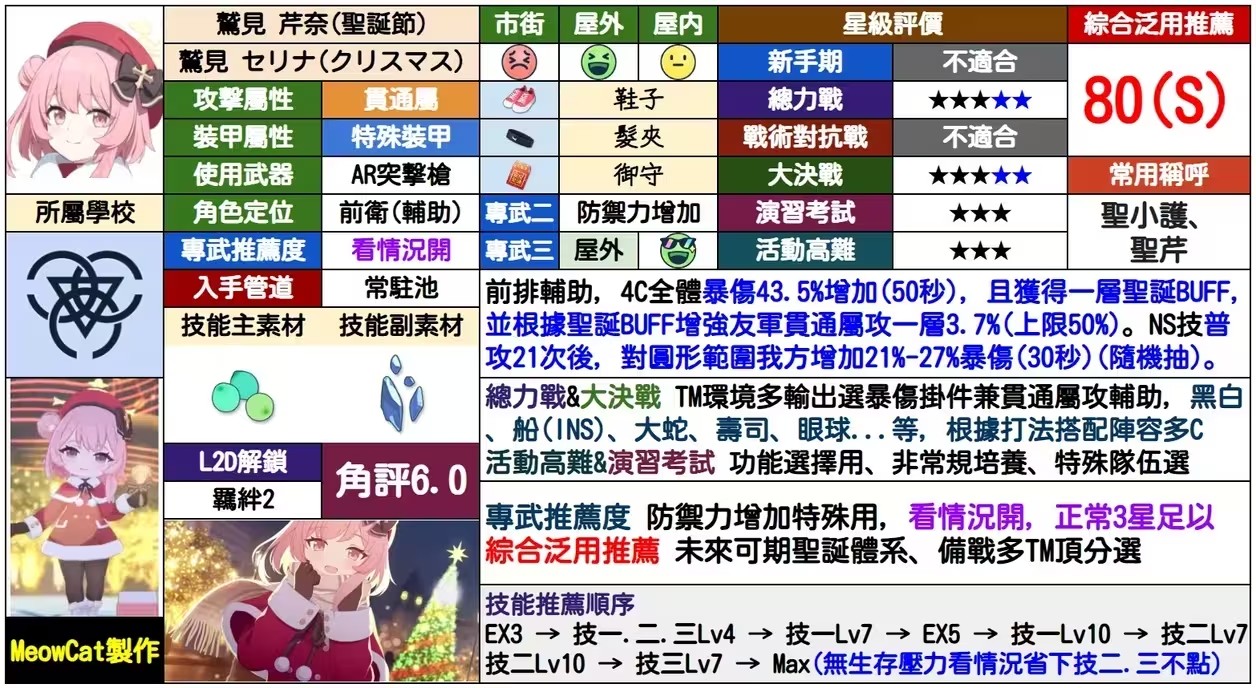 鷲見 芹奈(聖誕節)
鷲見 セリナ(クリスマス)
攻擊屬性 貫通屬
裝甲屬性 特殊裝甲
使用武器 AR突擊槍
角色定位 前衛(輔助)
專武推薦度 看情況開
入手管道 常駐池
技能主素材 技能副素材
L2D解鎖
羈絆2
角評6.0
所屬學校
MeowCat製作
市街 屋外 屋內
鞋子
髮夾
御守
專武二 防禦力增加
專武三 屋外
星級評價
新手期 不適合
總力戰 ★★★★★
戰術對抗戰 不適合
大決戰 ★★★★★
演習考試 ★★★
活動高難 ★★★
綜合泛用推薦
80(S)
常用稱呼
聖小護、
聖芹
前排輔助, 4C全體暴傷43.5%增加(50秒), 且獲得一層聖誕BUFF,
並根據聖誕BUFF增強友軍貫通屬攻一層3.7%(上限50%)。NS技普
攻21次後, 對圓形範圍我方增加21%-27%暴傷(30秒)(隨機抽)。
總力戰&大決戰 TM環境多輸出選暴傷掛件兼貫通屬攻輔助, 黑白
、船(INS)、大蛇、壽司、眼球...等, 根據打法搭配陣容多C
活動高難&演習考試 功能選擇用、非常規培養、特殊隊伍選
專武推薦度 防禦力增加特殊用, 看情況開, 正常3星足以
綜合泛用推薦 未來可期聖誕體系、備戰多TM頂分選
技能推薦順序
EX3 → 技一.二.三Lv4 → 技一Lv7 → EX5 → 技一Lv10 → 技二Lv7
技二Lv10 → 技三Lv7 → Max(無生存壓力看情況省下技二.三不點)